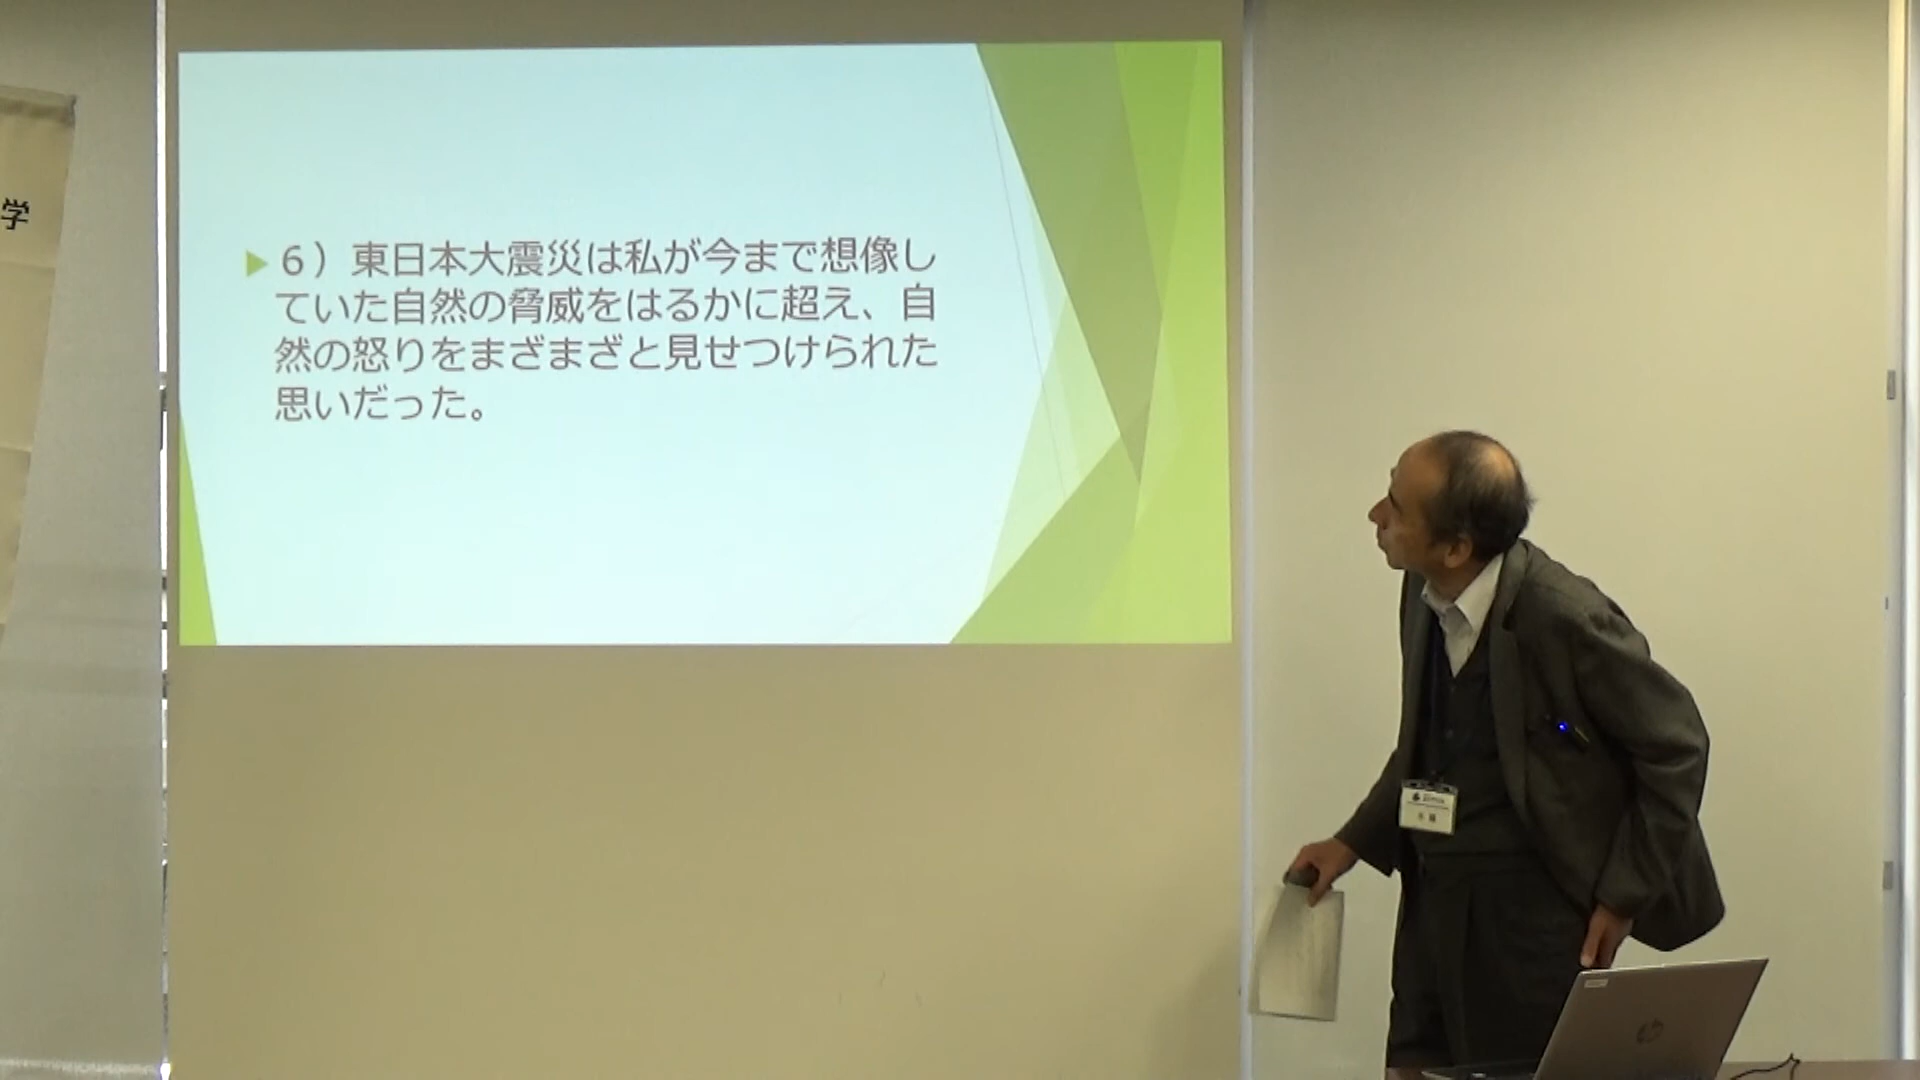 学
6）東日本大震災は私が今まで想像し
ていた自然の脅威をはるかに超え、自
然の怒りをまざまざと見せつけられた
思いだった。
hp